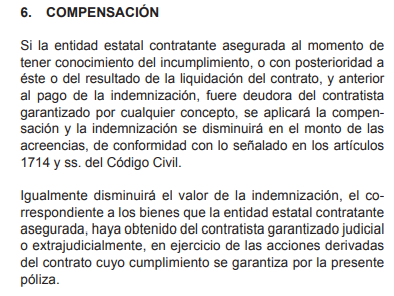 6. COMPENSACIÓN
Si la entidad estatal contratante asegurada al momento de
tener conocimiento del incumplimiento, o con posterioridad a
éste o del resultado de la liquidación del contrato, y anterior
al pago de la indemnización, fuere deudora del contratista
garantizado por cualquier concepto, se aplicará la compen-
sación y la indemnización se disminuirá en el monto de las
acreencias, de conformidad con lo señalado en los artículos
1714 y ss. del Código Civil.
Igualmente disminuirá el valor de la indemnización, el co-
rrespondiente a los bienes que la entidad estatal contratante
asegurada, haya obtenido del contratista garantizado judicial
o extrajudicialmente, en ejercicio de las acciones derivadas
del contrato cuyo cumplimiento se garantiza por la presente
póliza.